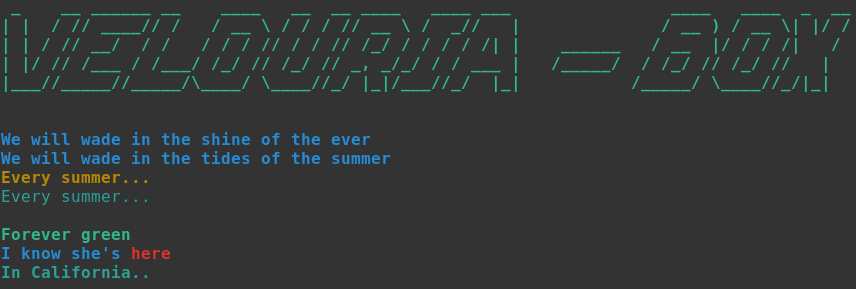 VELOURIA - BOX
We will wade in the shine of the ever
We will wade in the tides of the summer
Every summer...
Every summer...
Forever green
I know she's here
In California..